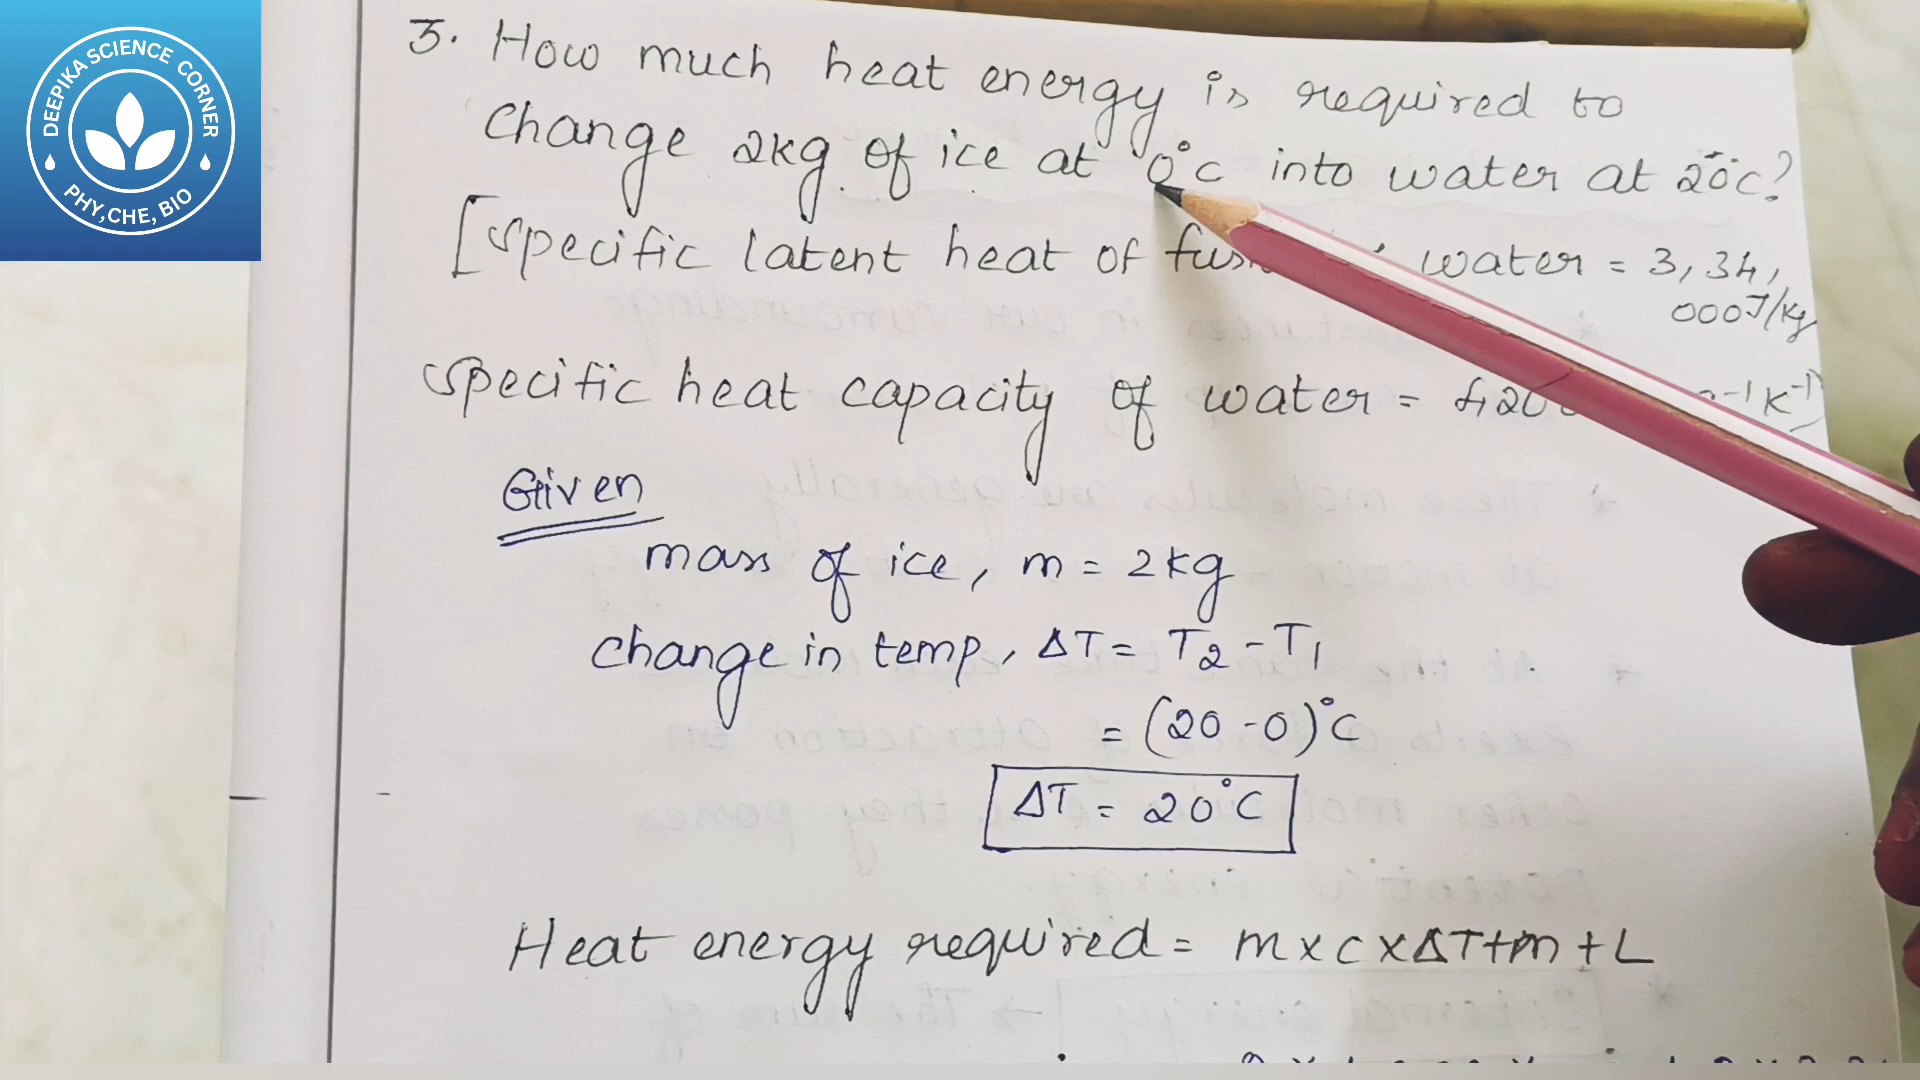 DEEPIKA SCIENCE CORNER
PHY,CHE, BIO
3. How much heat energy is required to
change 2kg of ice at 0°c into water at 20°c?
[specific latent heat of water = 3,34,
000J/kg
specific heat capacity of water = 420 k⁻¹
Given
mass of ice, m = 2kg
change in temp, ΔT = T₂ - T₁
= (20 - 0)°C
ΔT = 20°C
Heat energy required = m x c x ΔT + m + L